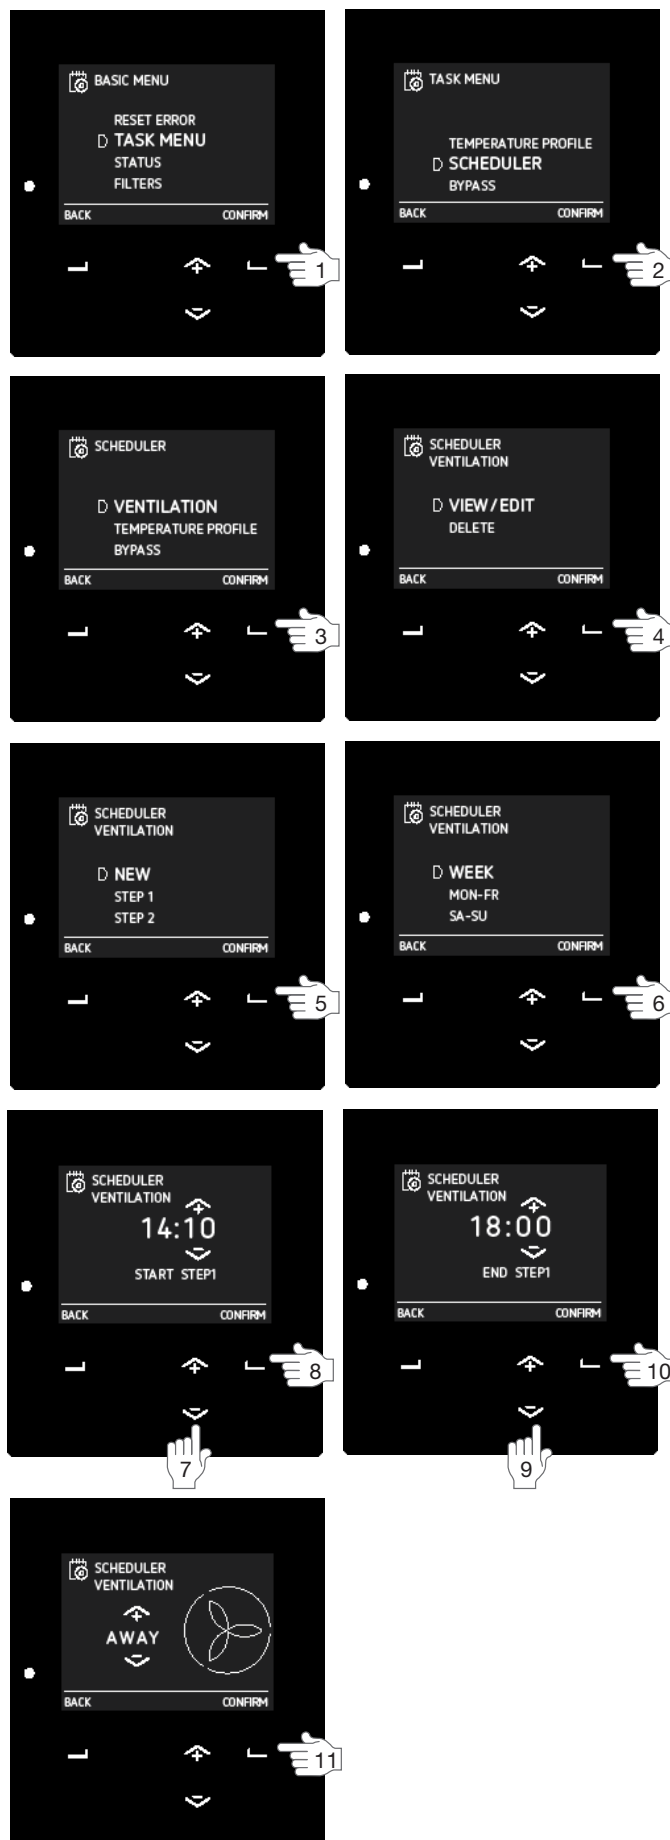 BASIC MENU
RESET ERROR
TASK MENU
STATUS
FILTERS
BACK CONFIRM
1
TASK MENU
TEMPERATURE PROFILE
SCHEDULER
BYPASS
BACK CONFIRM
2
SCHEDULER
VENTILATION
TEMPERATURE PROFILE
BYPASS
BACK CONFIRM
3
SCHEDULER
VENTILATION
VIEW/EDIT
DELETE
BACK CONFIRM
4
SCHEDULER
VENTILATION
NEW
STEP 1
STEP 2
BACK CONFIRM
5
SCHEDULER
VENTILATION
WEEK
MON-FR
SA-SU
BACK CONFIRM
6
SCHEDULER
VENTILATION
14:10
START STEP1
BACK CONFIRM
8
7
SCHEDULER
VENTILATION
18:00
END STEP1
BACK CONFIRM
10
9
SCHEDULER
VENTILATION
AWAY
BACK CONFIRM
11